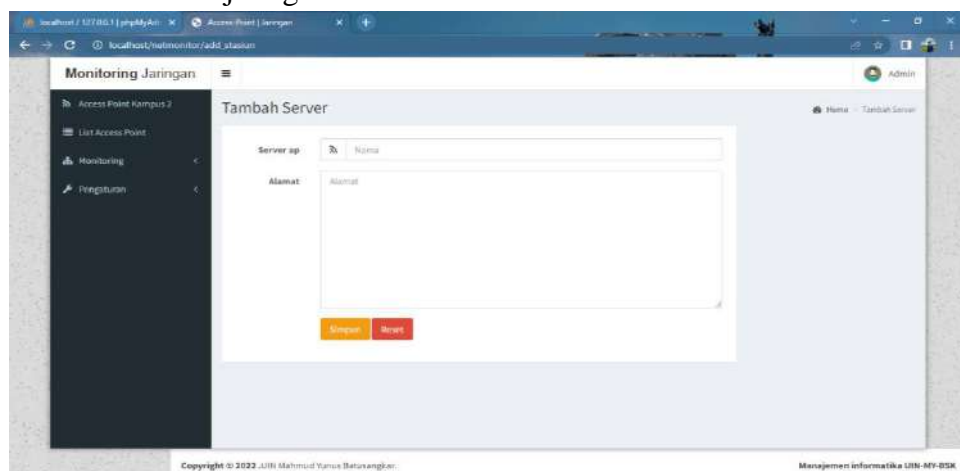 localhost / 127.0.0.1 | phpMyAdm
Access Point | Jaringan
localhost/netmonitor/add_stasiun
Monitoring Jaringan
Admin
Access Point Kampus 2
List Access Point
Monitoring
Pengaturan
Tambah Server
Home
Tambah Server
Server ap
Nama
Alamat
Alamat
Simpan
Reset
Copyright © 2022 .UIN Mahmud Yunus Batusangkar.
Manajemen informatika UIN-MY-BSK